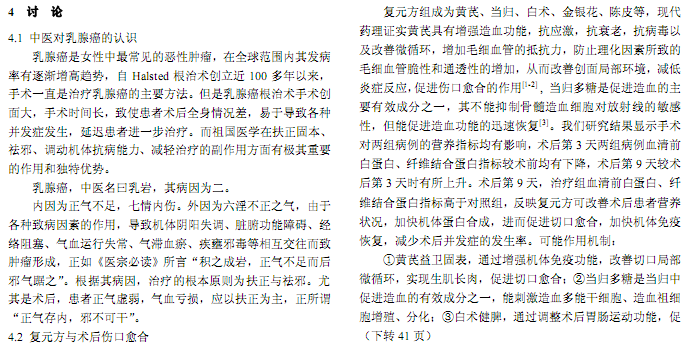 4 讨 论
4.1 中医对乳腺癌的认识
乳腺癌是女性中最常见的恶性肿瘤，在全球范围内其发病
率有逐渐增高趋势，自 Halsted 根治术创立近 100 多年以来，
手术一直是治疗乳腺癌的主要方法。但是乳腺癌根治术手术创
面大，手术时间长，致使患者术后全身情况差，易于导致各种
并发症发生，延迟患者进一步治疗。而祖国医学在扶正固本、
祛邪、调动机体抗病能力、减轻治疗的副作用方面有极其重要
的作用和独特优势。
乳腺癌，中医名曰乳岩，其病因为二。
内因为正气不足，七情内伤。外因为六淫不正之气，由于
各种致病因素的作用，导致机体阴阳失调、脏腑功能障碍、经
络阻塞、气血运行失常、气滞血瘀、痰壅邪毒等相互交往而致
肿瘤形成，正如《医宗必读》所言“积之成岩，正气不足而后
邪气踞之”。根据其病因，治疗的根本原则为扶正与祛邪。尤
其是术后，患者正气虚弱，气血亏损，应以扶正为主，正所谓
“正气存内，邪不可干”。
4.2 复元方与术后伤口愈合
复元方组成为黄芪、当归、白术、金银花、陈皮等，现代
药理证实黄芪具有增强造血功能，抗应激，抗衰老，抗病毒以
及改善微循环，增加毛细血管的抵抗力，防止理化因素所致的
毛细血管脆性和通透性的增加，从而改善创面局部环境，减低
炎症反应，促进伤口愈合的作用[1-2]，当归多糖是促进造血的主
要有效成分之一，其不能抑制骨髓造血细胞对放射线的敏感
性，但能促进造血功能的迅速恢复[3]。我们研究结果显示手术
对两组病例的营养指标均有影响，术后第 3 天两组病例血清前
白蛋白、纤维结合蛋白指标较术前均有下降，术后第 9 天较术
后第 3 天时有所上升。术后第 9 天，治疗组血清前白蛋白、纤
维结合蛋白指标高于对照组，反映复元方可改善术后患者营养
状况，加快机体蛋白合成，进而促进切口愈合，加快机体免疫
恢复，减少术后并发症的发生率。可能作用机制：
①黄芪益卫固表，通过增强机体免疫功能，改善切口局部
微循环，实现生肌长肉，促进切口愈合；②当归多糖是当归中
促进造血的有效成分之一，能刺激造血多能干细胞、造血祖细
胞增殖、分化；③白术健脾，通过调整术后胃肠运动功能，促
（下转 41 页）